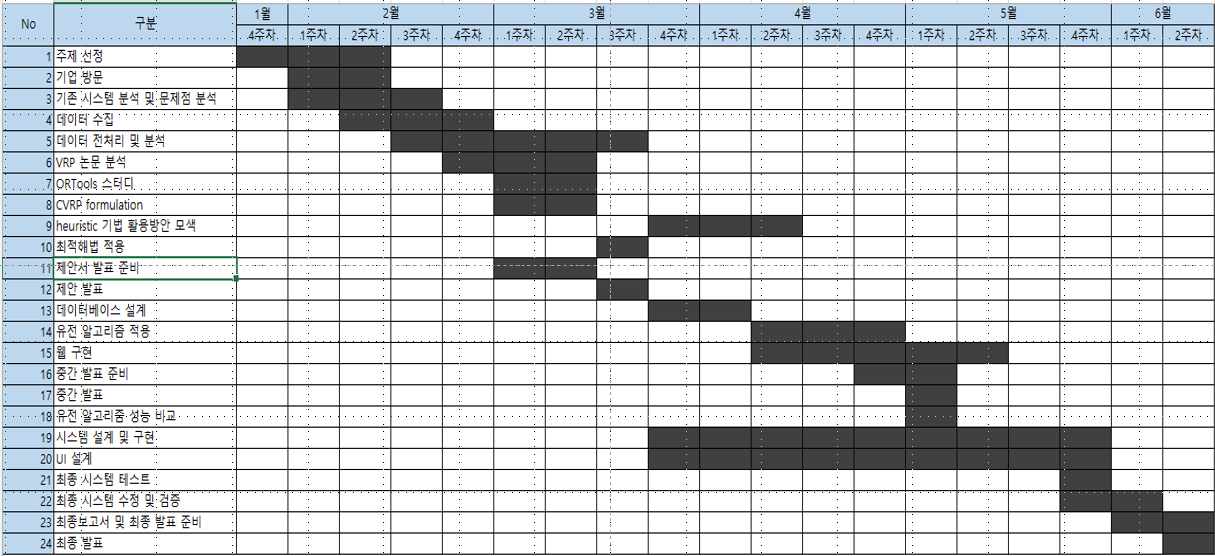 No 구분 1월 2월 3월 4월 5월 6월
4주차 1주차 2주차 3주차 4주차 1주차 2주차 3주차 4주차 1주차 2주차 3주차 4주차 1주차 2주차 3주차 4주차 1주차 2주차
1 주제 선정
2 기업 방문
3 기존 시스템 분석 및 문제점 분석
4 데이터 수집
5 데이터 전처리 및 분석
6 VRP 논문 분석
7 ORTools 스터디
8 CVRP formulation
9 heuristic 기법 활용방안 모색
10 최적해법 적용
11 제안서 발표 준비
12 제안 발표
13 데이터베이스 설계
14 유전 알고리즘 적용
15 웹 구현
16 중간 발표 준비
17 중간 발표
18 유전 알고리줌 성능 비교
19 시스템 설계 및 구현
20 UI 설계
21 최종 시스템 테스트
22 최종 시스템 수정 및 검증
23 최종보고서 및 최종 발표 준비
24 최종 발표